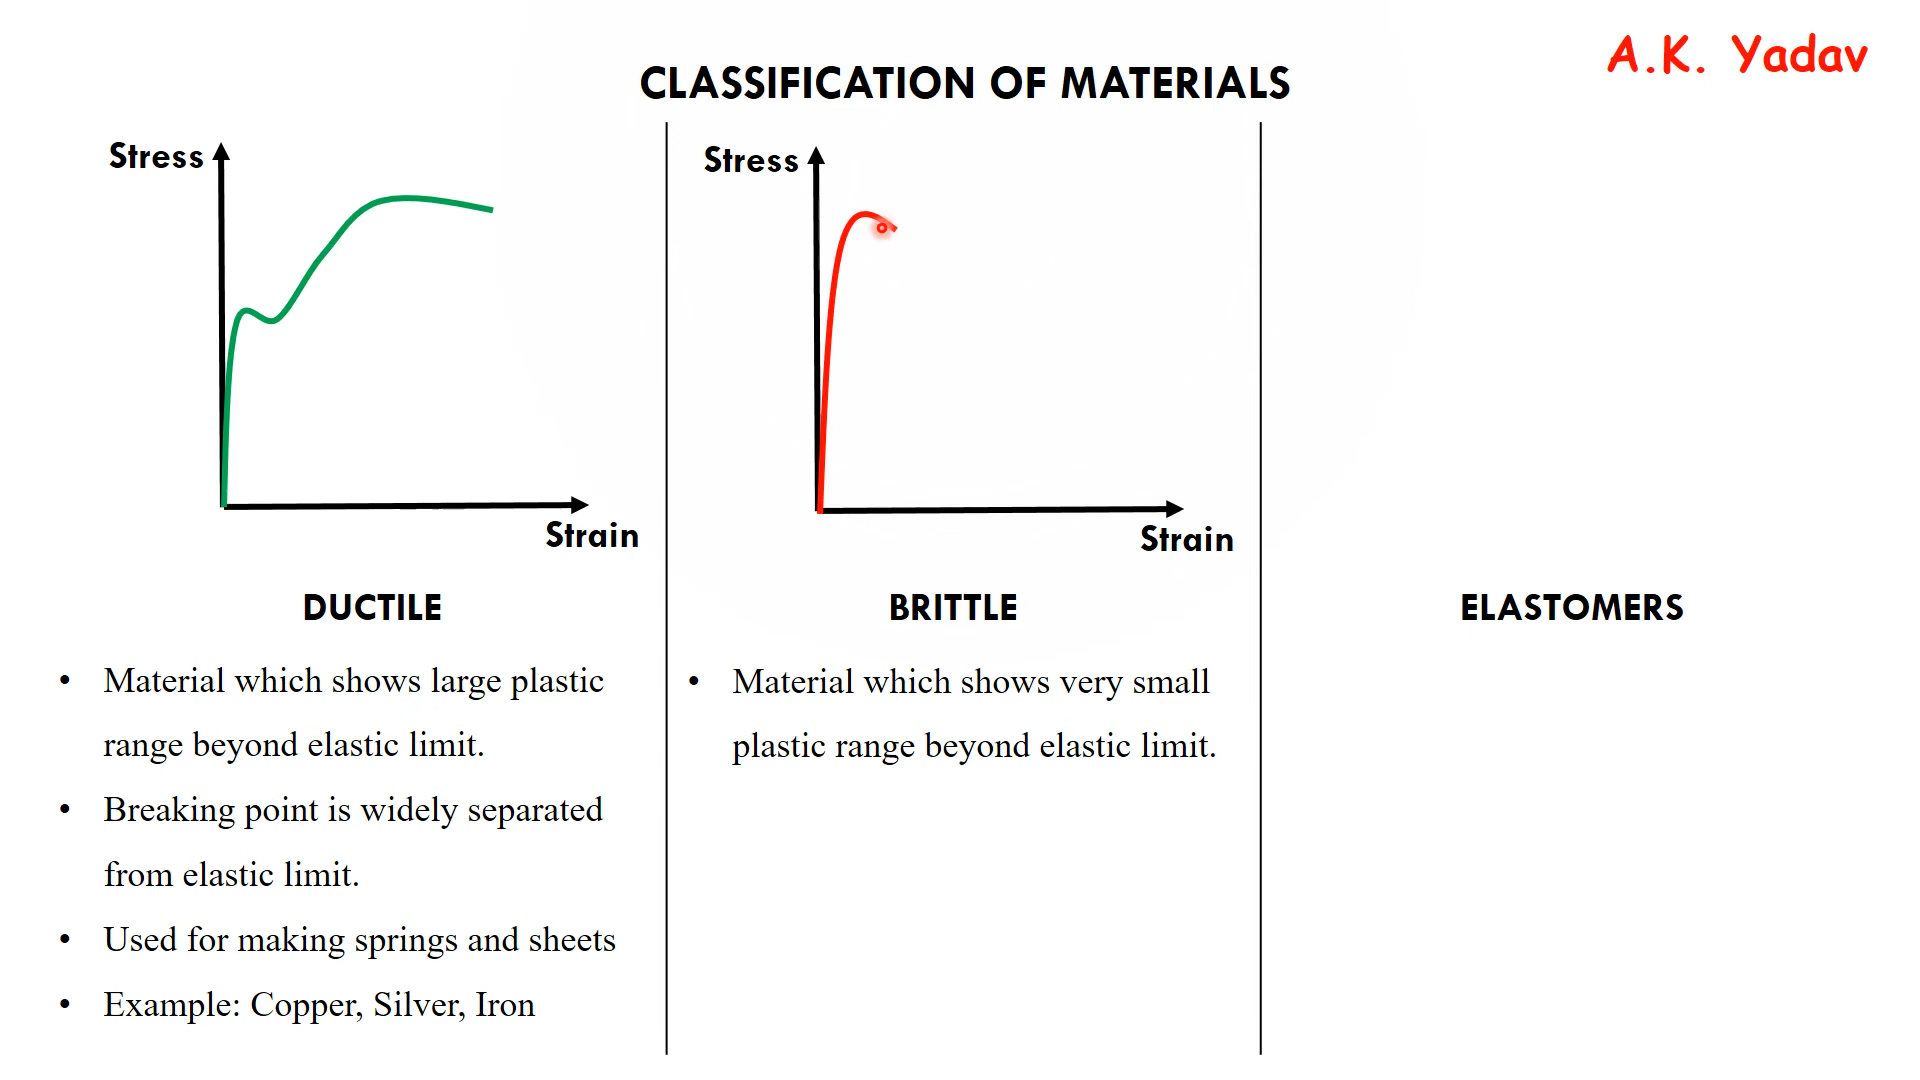 A.K. Yadav
CLASSIFICATION OF MATERIALS
Stress
Strain
DUCTILE
• Material which shows large plastic
range beyond elastic limit.
• Breaking point is widely separated
from elastic limit.
• Used for making springs and sheets
• Example: Copper, Silver, Iron
Stress
Strain
BRITTLE
• Material which shows very small
plastic range beyond elastic limit.
ELASTOMERS